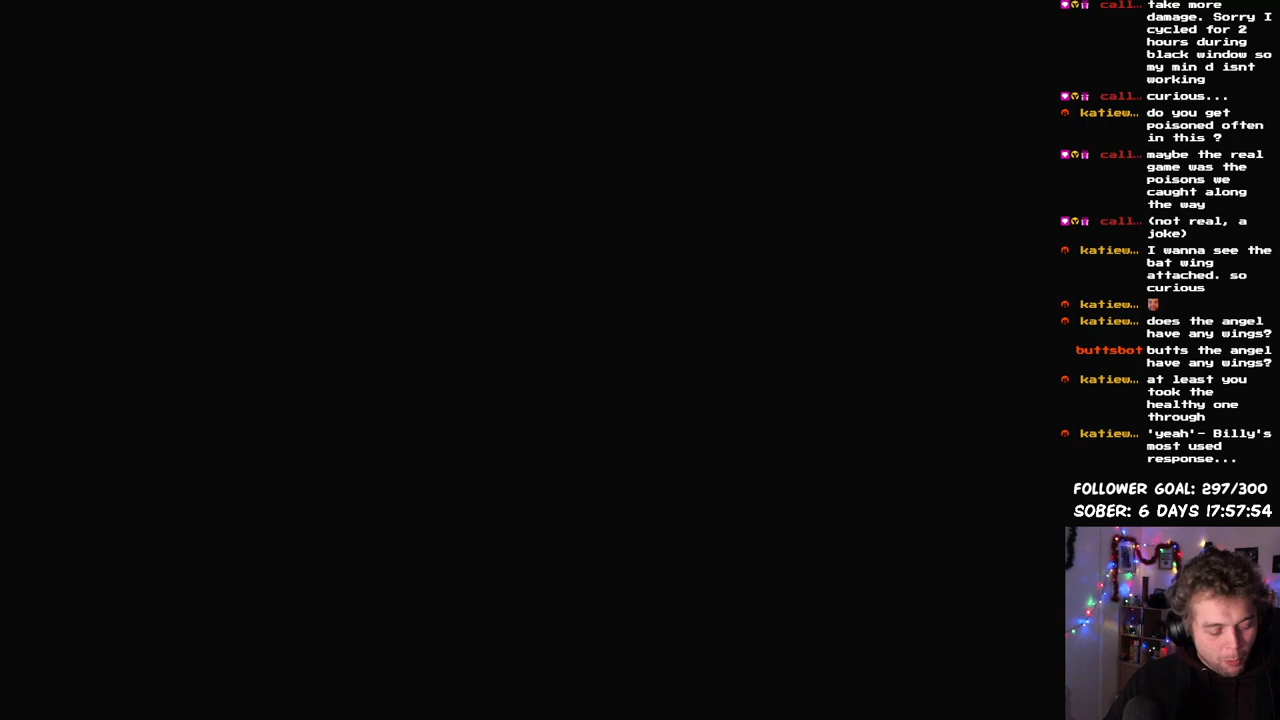 call... take more
damage. Sorry I
cycled for 2
hours during
black window so
my min d isnt
working
call... curious...
katiew... do you get
poisoned often
in this ?
call... maybe the real
game was the
poisons we
caught along
the way
call... (not real, a
joke)
katiew... I wanna see the
bat wing
attached. so
curious
katiew...
katiew... does the angel
have any wings?
buttsbot butts the angel
have any wings?
katiew... at least you
took the
healthy one
through
katiew... 'yeah'- Billy's
most used
response...
FOLLOWER GOAL: 297/300
SOBER: 6 DAYS 17:57:54